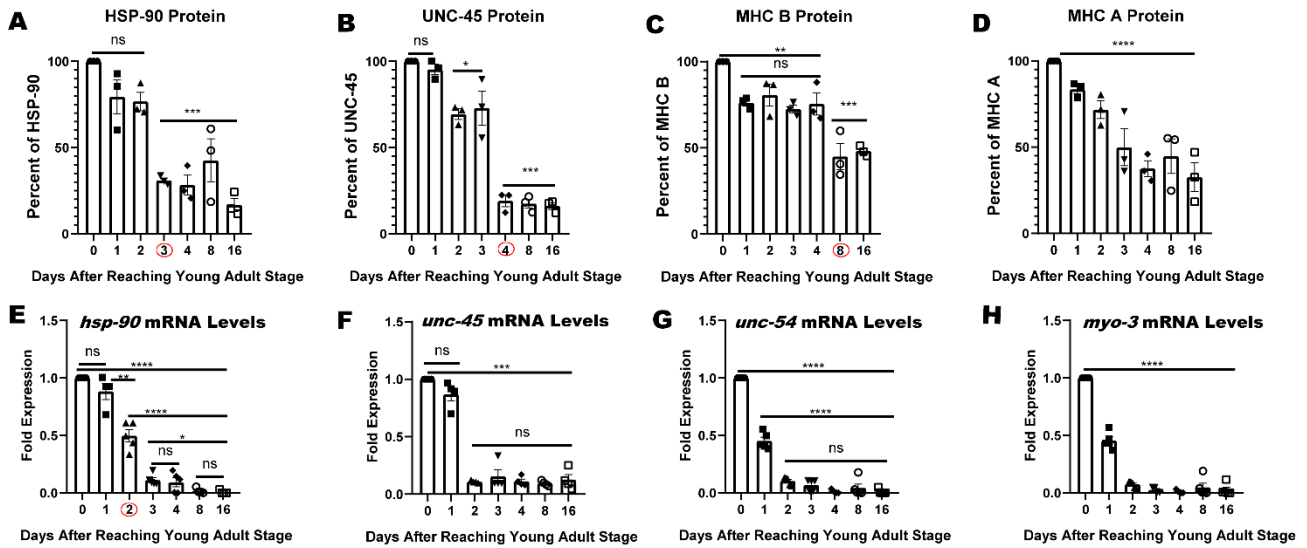 A
HSP-90 Protein
Percent of HSP-90
100
50
0
ns
***
0 1 2 3 4 8 16
Days After Reaching Young Adult Stage
B
UNC-45 Protein
Percent of UNC-45
100
50
0
ns
*
***
0 1 2 3 4 8 16
Days After Reaching Young Adult Stage
C
MHC B Protein
Percent of MHC B
100
50
0
**
ns
***
0 1 2 3 4 8 16
Days After Reaching Young Adult Stage
D
MHC A Protein
Percent of MHC A
100
50
0
****
0 1 2 3 4 8 16
Days After Reaching Young Adult Stage
E
hsp-90 mRNA Levels
Fold Expression
1.5
1.0
0.5
0.0
ns
****
**
****
*
ns
ns
0 1 2 3 4 8 16
Days After Reaching Young Adult Stage
F
unc-45 mRNA Levels
Fold Expression
1.5
1.0
0.5
0.0
ns
***
ns
0 1 2 3 4 8 16
Days After Reaching Young Adult Stage
G
unc-54 mRNA Levels
Fold Expression
1.5
1.0
0.5
0.0
****
****
ns
0 1 2 3 4 8 16
Days After Reaching Young Adult Stage
H
myo-3 mRNA Levels
Fold Expression
1.5
1.0
0.5
0.0
****
0 1 2 3 4 8 16
Days After Reaching Young Adult Stage